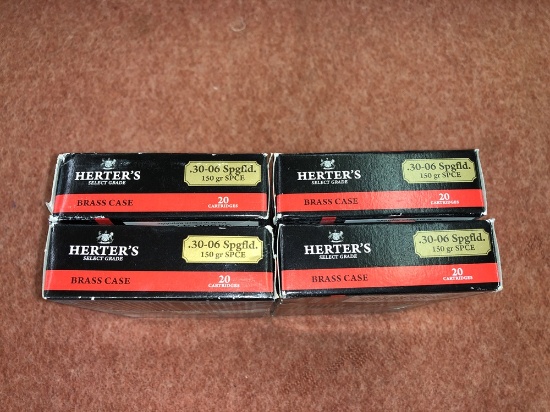 HERTER'S
SELECT GRADE
.30-06 Spgfld.
150 gr SPCE
BRASS CASE
20
CARTRIDGES
HERTER'S
SELECT GRADE
.30-06 Spgfld.
150 gr SPCE
BRASS CASE
20
CARTRIDGES
HERTER'S
SELECT GRADE
.30-06 Spgfld.
150 gr SPCE
BRASS CASE
20
CARTRIDGES
HERTER'S
SELECT GRADE
.30-06 Spgfld.
150 gr SPCE
BRASS CASE
20
CARTRIDGES